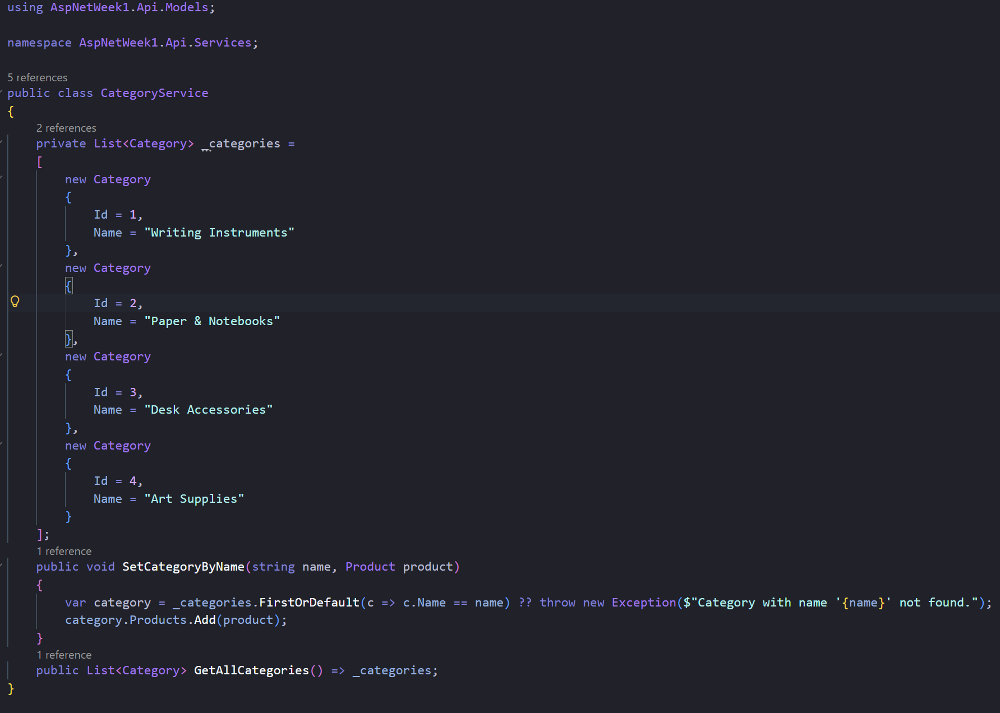 using AspNetWeek1.Api.Models;
namespace AspNetWeek1.Api.Services;
5 references
public class CategoryService
{
2 references
private List<Category> _categories =
[
new Category
{
Id = 1,
Name = "Writing Instruments"
},
new Category
{
Id = 2,
Name = "Paper & Notebooks"
},
new Category
{
Id = 3,
Name = "Desk Accessories"
},
new Category
{
Id = 4,
Name = "Art Supplies"
}
];
1 reference
public void SetCategoryByName(string name, Product product)
{
var category = _categories.FirstOrDefault(c => c.Name == name) ?? throw new Exception($"Category with name '{name}' not found.");
category.Products.Add(product);
}
1 reference
public List<Category> GetAllCategories() => _categories;
}